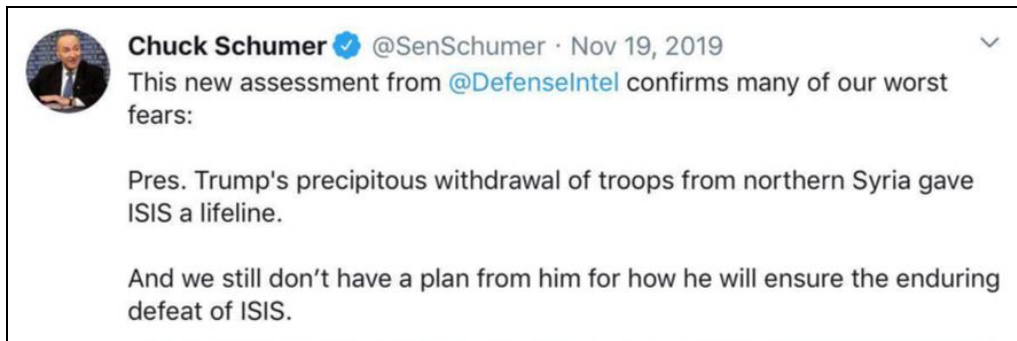 Chuck Schumer @SenSchumer · Nov 19, 2019
This new assessment from @DefenseIntel confirms many of our worst
fears:
Pres. Trump's precipitous withdrawal of troops from northern Syria gave
ISIS a lifeline.
And we still don’t have a plan from him for how he will ensure the enduring
defeat of ISIS.